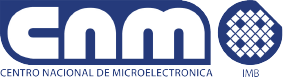 cnm
CENTRO NACIONAL DE MICROELECTRONICA
IMB